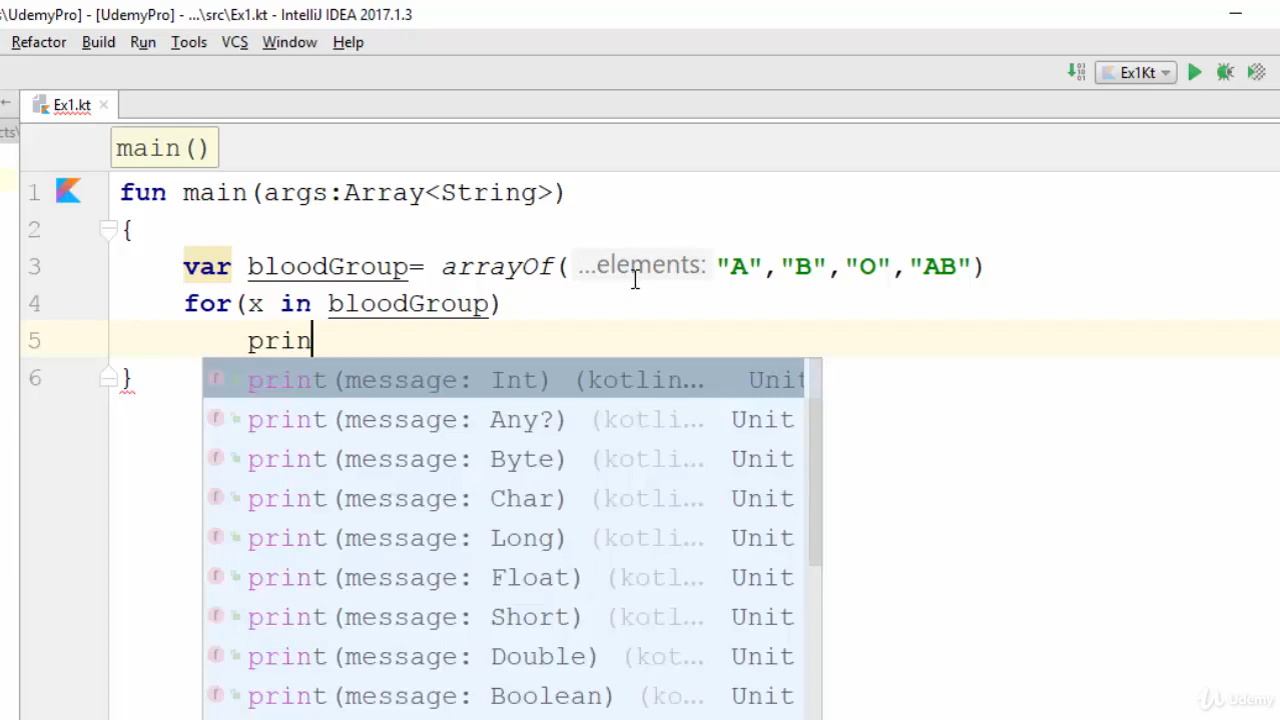 \UdemyPro] - [UdemyPro] - ...\src\Ex1.kt - IntelliJ IDEA 2017.1.3
Refactor Build Run Tools VCS Window Help
Ex1Kt
Ex1.kt
cts\
main()
1 fun main(args:Array<String>)
2 {
3 var bloodGroup= arrayOf( ...elements: "A","B","O","AB")
4 for(x in bloodGroup)
5 prin
6 }
print(message: Int) (kotlin... Unit
print(message: Any?) (kotli... Unit
print(message: Byte) (kotli... Unit
print(message: Char) (kotli... Unit
print(message: Long) (kotli... Unit
print(message: Float) (kotl... Unit
print(message: Short) (kotl... Unit
print(message: Double) (kot... Unit
print(message: Boolean) (ko... Unit
Udemy